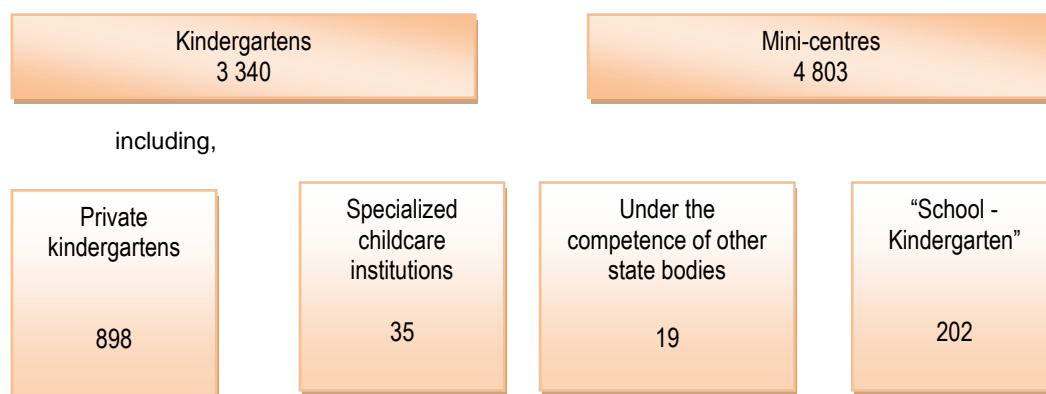 Kindergartens
3 340
Mini-centres
4 803
including,
Private
kindergartens
898
Specialized
childcare
institutions
35
Under the
competence of other
state bodies
19
“School -
Kindergarten”
202